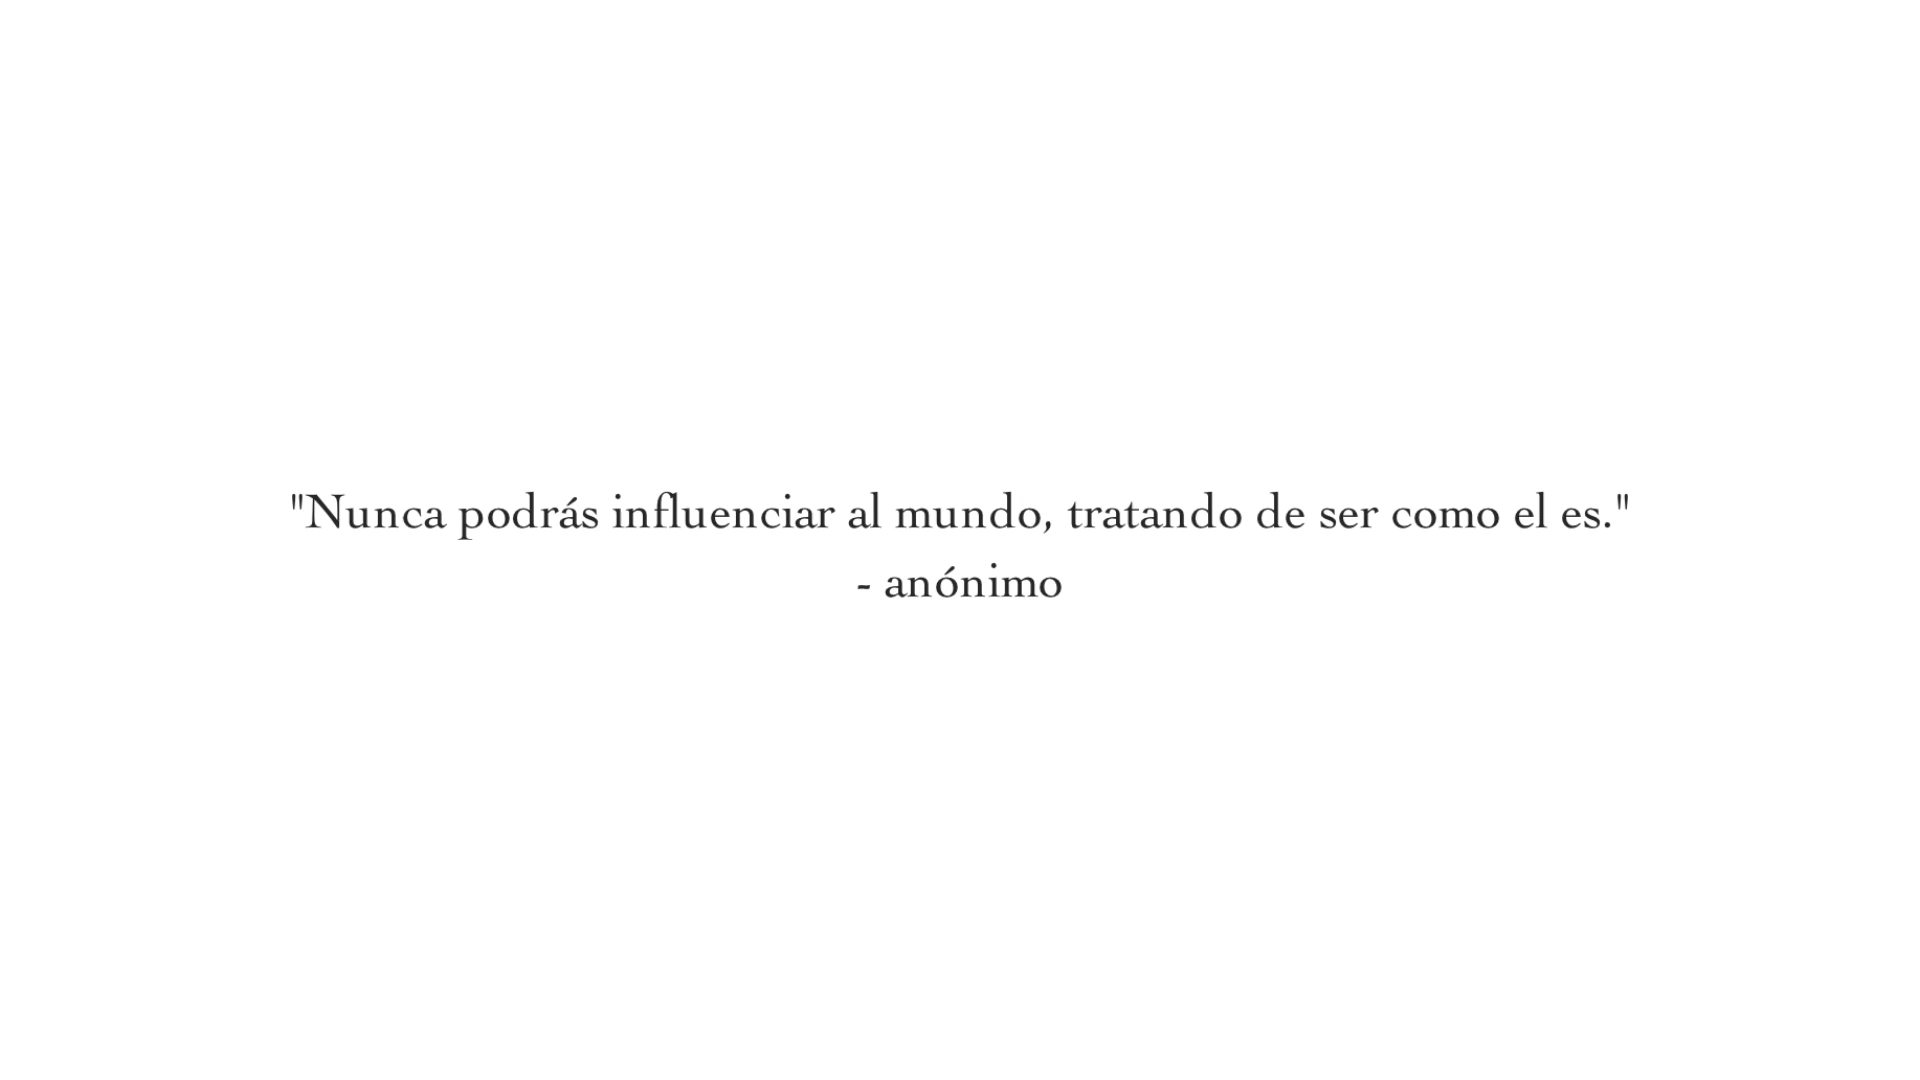 "Nunca podrás influenciar al mundo, tratando de ser como el es."
- anónimo